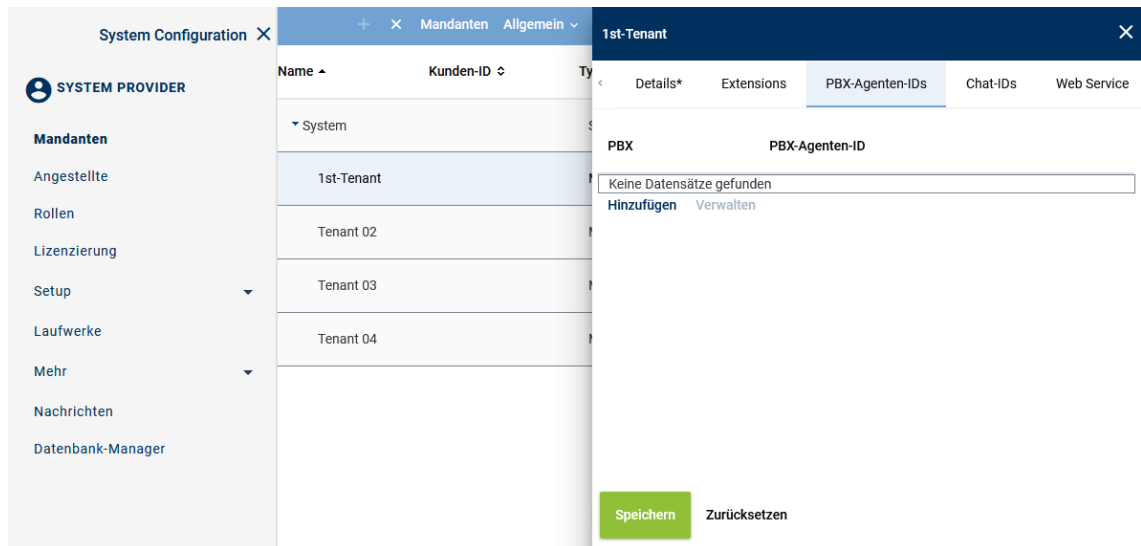 System Configuration
SYSTEM PROVIDER
Mandanten
Angestellte
Rollen
Lizenzierung
Setup
Laufwerke
Mehr
Nachrichten
Datenbank-Manager
Mandanten Allgemein
Name Kunden-ID Ty
System
1st-Tenant
Tenant 02
Tenant 03
Tenant 04
1st-Tenant
Details* Extensions PBX-Agenten-IDs Chat-IDs Web Service
PBX PBX-Agenten-ID
Keine Datensätze gefunden
Hinzufügen Verwalten
Speichern Zurücksetzen